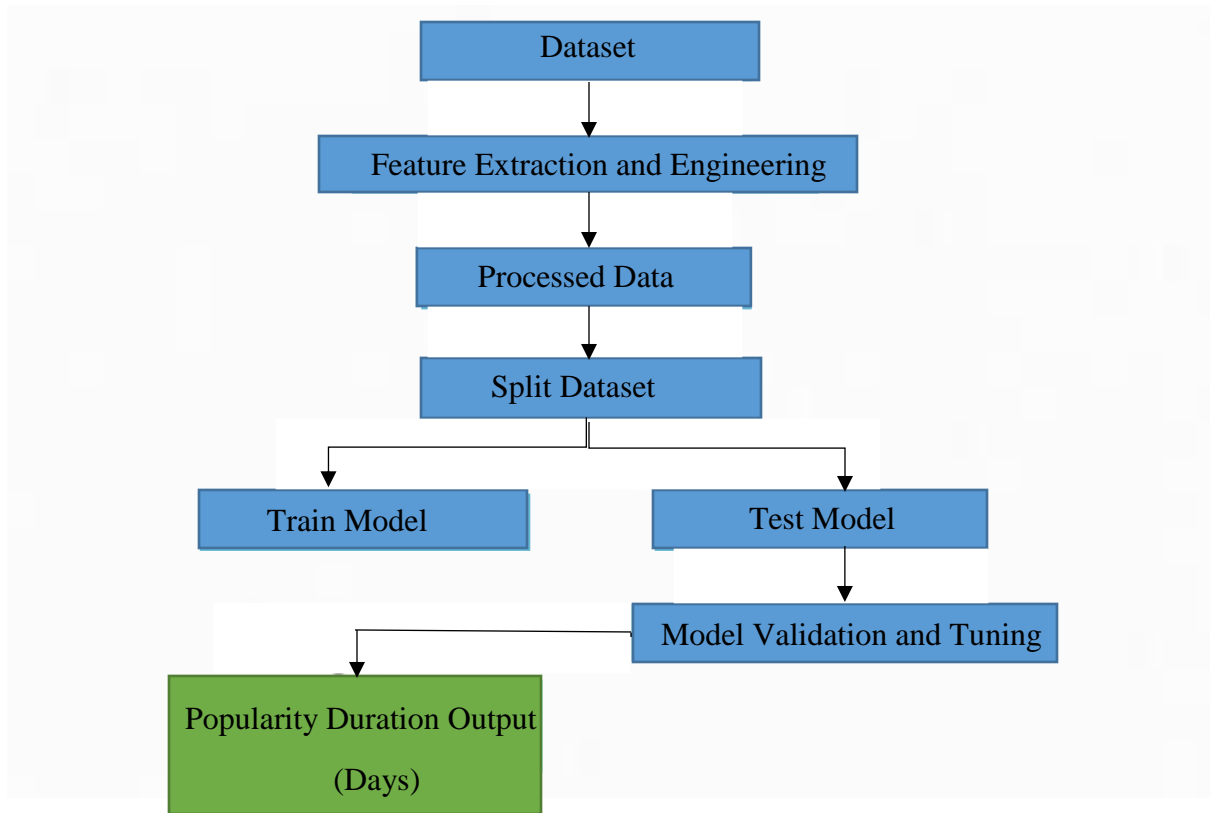 Dataset
Feature Extraction and Engineering
Processed Data
Split Dataset
Train Model
Test Model
Model Validation and Tuning
Popularity Duration Output
(Days)